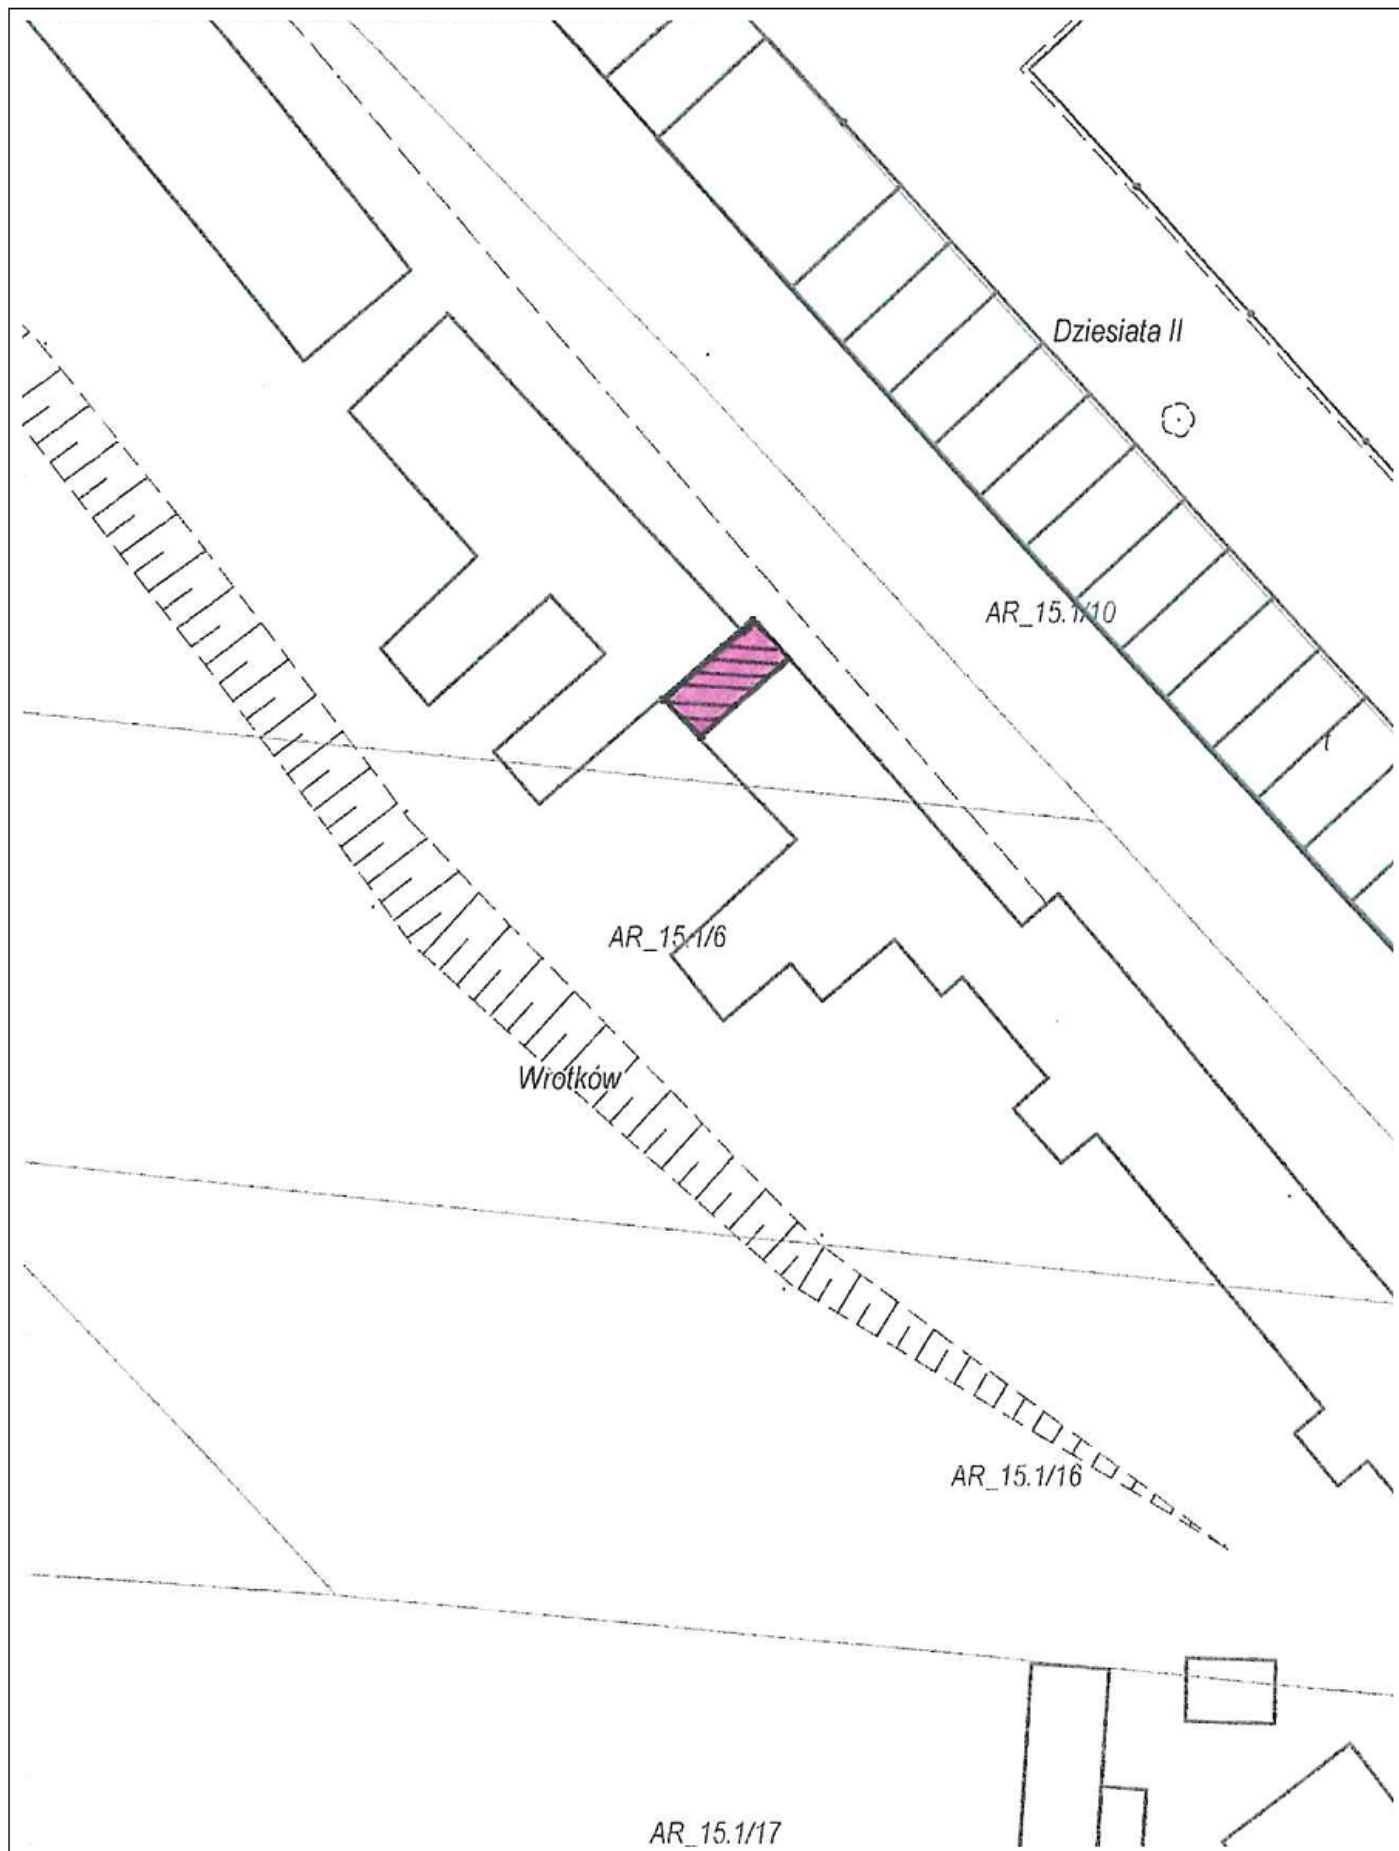 Dziesiata II
AR_15.1/10
t
AR_15.1/6
Wrotków
AR_15.1/16
AR_15.1/17